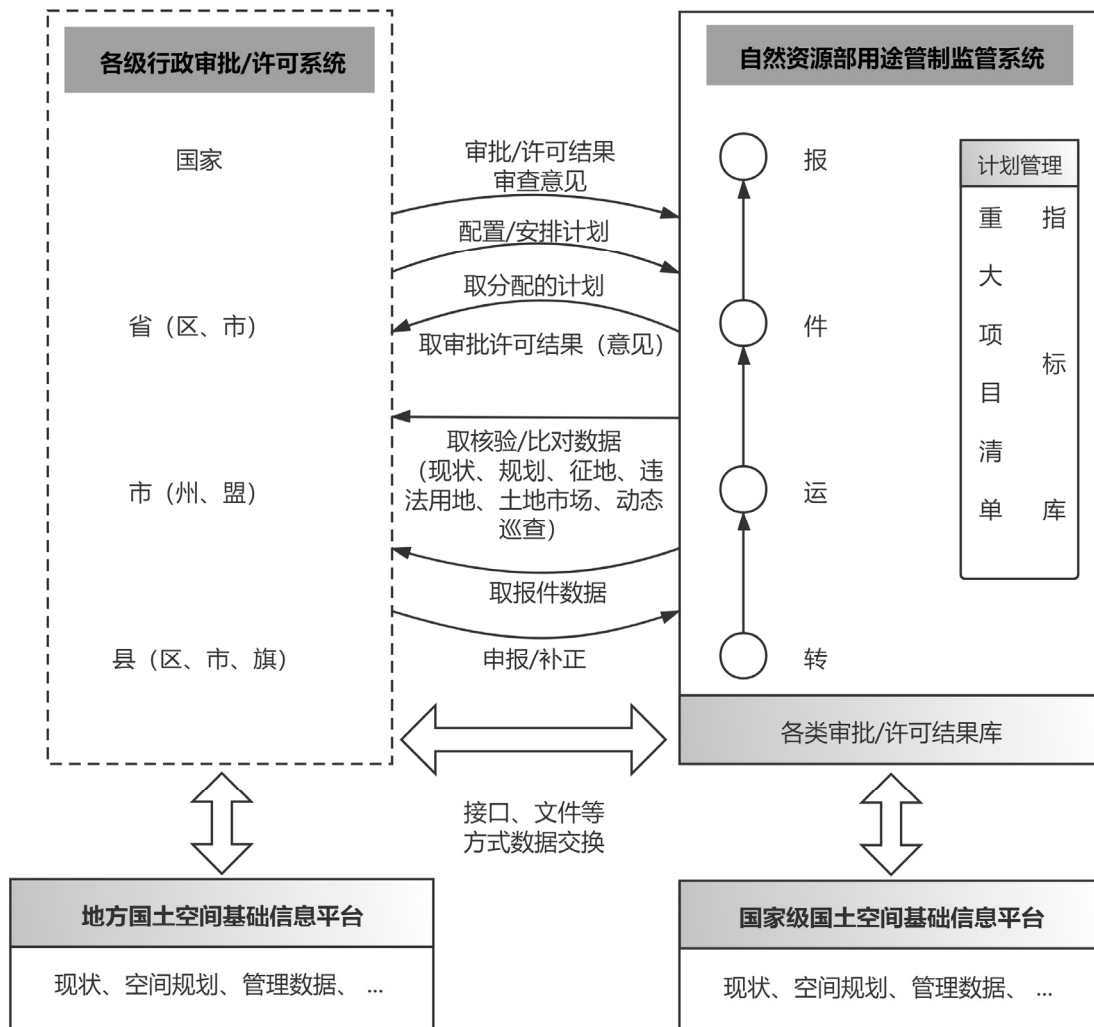 各级行政审批/许可系统
国家
省（区、市）
市（州、盟）
县（区、市、旗）
审批/许可结果
审查意见
配置/安排计划
取分配的计划
取审批许可结果（意见）
取核验/比对数据
（现状、规划、征地、违
法用地、土地市场、动态
巡查）
取报件数据
申报/补正
接口、文件等
方式数据交换
自然资源部用途管制监管系统
报
件
运
转
计划管理
重大项目清单
指标库
各类审批/许可结果库
地方国土空间基础信息平台
现状、空间规划、管理数据、 ...
国家级国土空间基础信息平台
现状、空间规划、管理数据、 ...